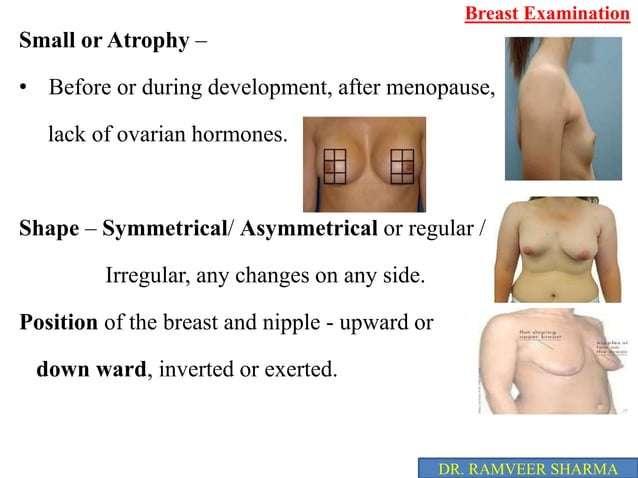 Breast Examination
Small or Atrophy –
• Before or during development, after menopause,
lack of ovarian hormones.
Shape – Symmetrical/ Asymmetrical or regular /
Irregular, any changes on any side.
Position of the breast and nipple - upward or
down ward, inverted or exerted.
DR. RAMVEER SHARMA